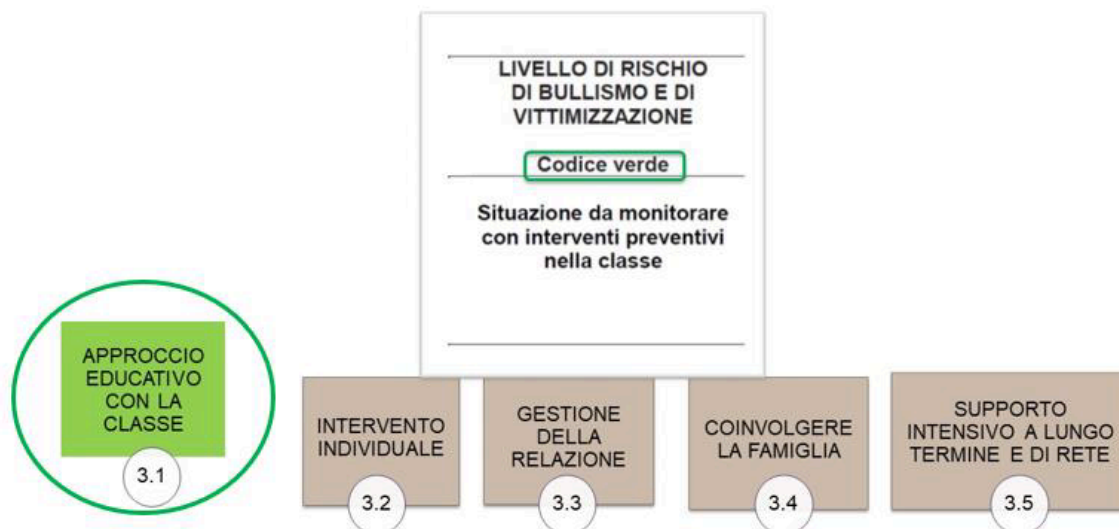 LIVELLO DI RISCHIO
DI BULLISMO E DI
VITTIMIZZAZIONE
Codice verde
Situazione da monitorare
con interventi preventivi
nella classe
APPROCCIO
EDUCATIVO
CON LA
CLASSE
3.1
INTERVENTO
INDIVIDUALE
3.2
GESTIONE
DELLA
RELAZIONE
3.3
COINVOLGERE
LA FAMIGLIA
3.4
SUPPORTO
INTENSIVO A LUNGO
TERMINE E DI RETE
3.5